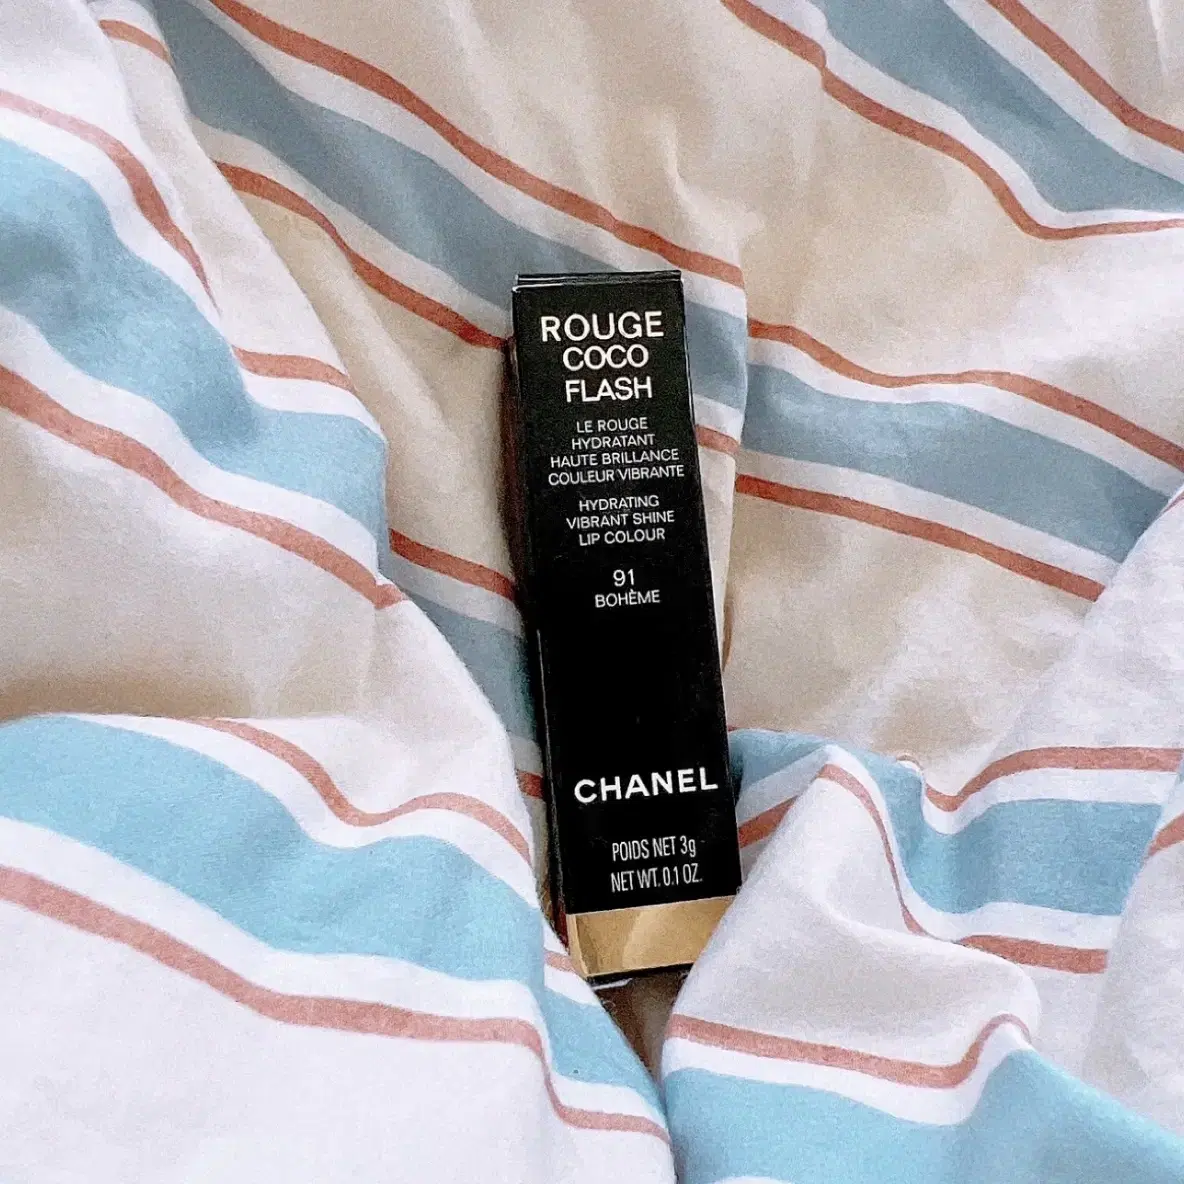 ROUGE
COCO
FLASH
LE ROUGE
HYDRATANT
HAUTE BRILLANCE
COULEUR VIBRANTE
HYDRATING
VIBRANT SHINE
LIP COLOUR
91
BOHÈME
CHANEL
POIDS NET 3g
NET WT. 0.1 OZ.